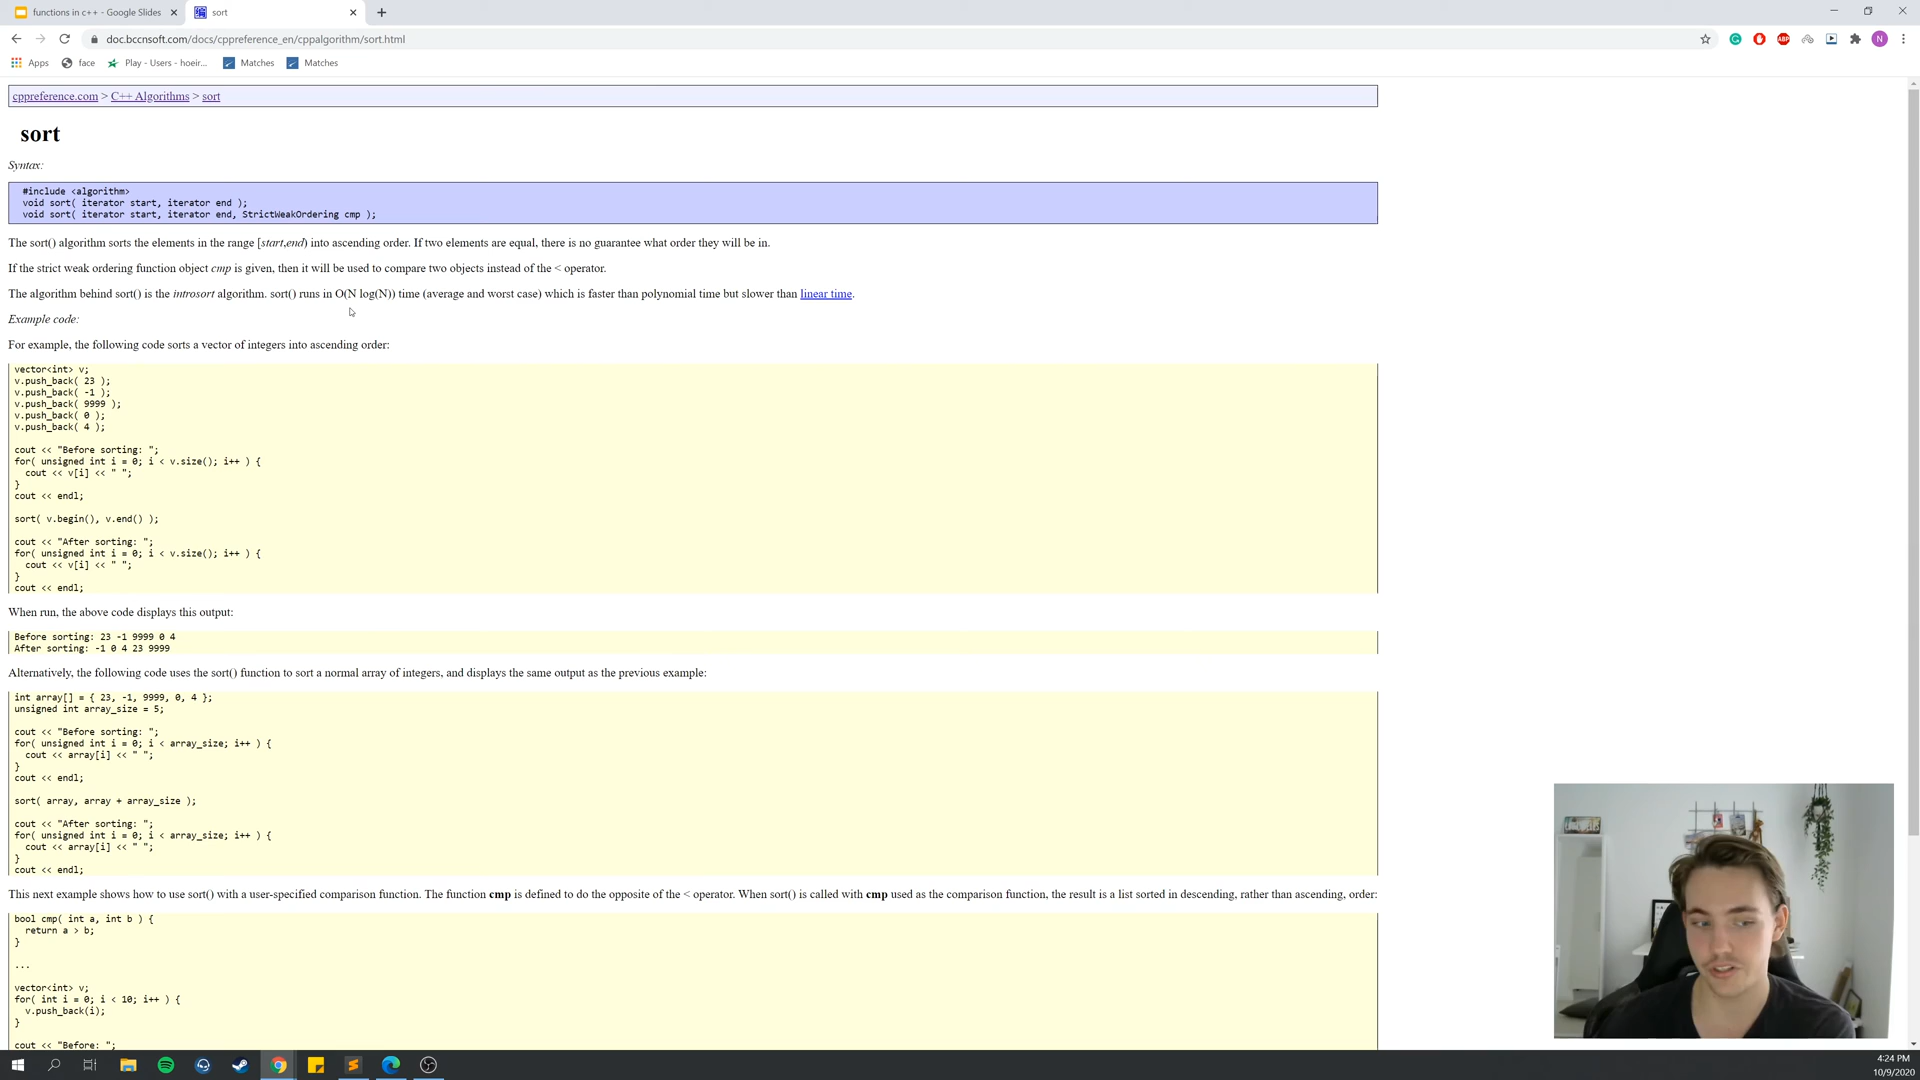 functions in c++ - Google Slides
sort
doc.bccnsoft.com/docs/cppreference_en/cppalgorithm/sort.html
Apps
face
Play - Users - hoeir...
Matches
Matches
cppreference.com > C++ Algorithms > sort
sort
Syntax:
#include <algorithm>
void sort( iterator start, iterator end );
void sort( iterator start, iterator end, StrictWeakOrdering cmp );
The sort() algorithm sorts the elements in the range [start,end) into ascending order. If two elements are equal, there is no guarantee what order they will be in.
If the strict weak ordering function object cmp is given, then it will be used to compare two objects instead of the < operator.
The algorithm behind sort() is the introsort algorithm. sort() runs in O(N log(N)) time (average and worst case) which is faster than polynomial time but slower than linear time.
Example code:
For example, the following code sorts a vector of integers into ascending order:
vector<int> v;
v.push_back( 23 );
v.push_back( -1 );
v.push_back( 9999 );
v.push_back( 0 );
v.push_back( 4 );
cout << "Before sorting: ";
for( unsigned int i = 0; i < v.size(); i++ ) {
cout << v[i] << " ";
}
cout << endl;
sort( v.begin(), v.end() );
cout << "After sorting: ";
for( unsigned int i = 0; i < v.size(); i++ ) {
cout << v[i] << " ";
}
cout << endl;
When run, the above code displays this output:
Before sorting: 23 -1 9999 0 4
After sorting: -1 0 4 23 9999
Alternatively, the following code uses the sort() function to sort a normal array of integers, and displays the same output as the previous example:
int array[] = { 23, -1, 9999, 0, 4 };
unsigned int array_size = 5;
cout << "Before sorting: ";
for( unsigned int i = 0; i < array_size; i++ ) {
cout << array[i] << " ";
}
cout << endl;
sort( array, array + array_size );
cout << "After sorting: ";
for( unsigned int i = 0; i < array_size; i++ ) {
cout << array[i] << " ";
}
cout << endl;
This next example shows how to use sort() with a user-specified comparison function. The function cmp is defined to do the opposite of the < operator. When sort() is called with cmp used as the comparison function, the result is a list sorted in descending, rather than ascending, order:
bool cmp( int a, int b ) {
return a > b;
}
...
vector<int> v;
for( int i = 0; i < 10; i++ ) {
v.push_back(i);
}
cout << "Before: ";
4:24 PM
10/9/2020